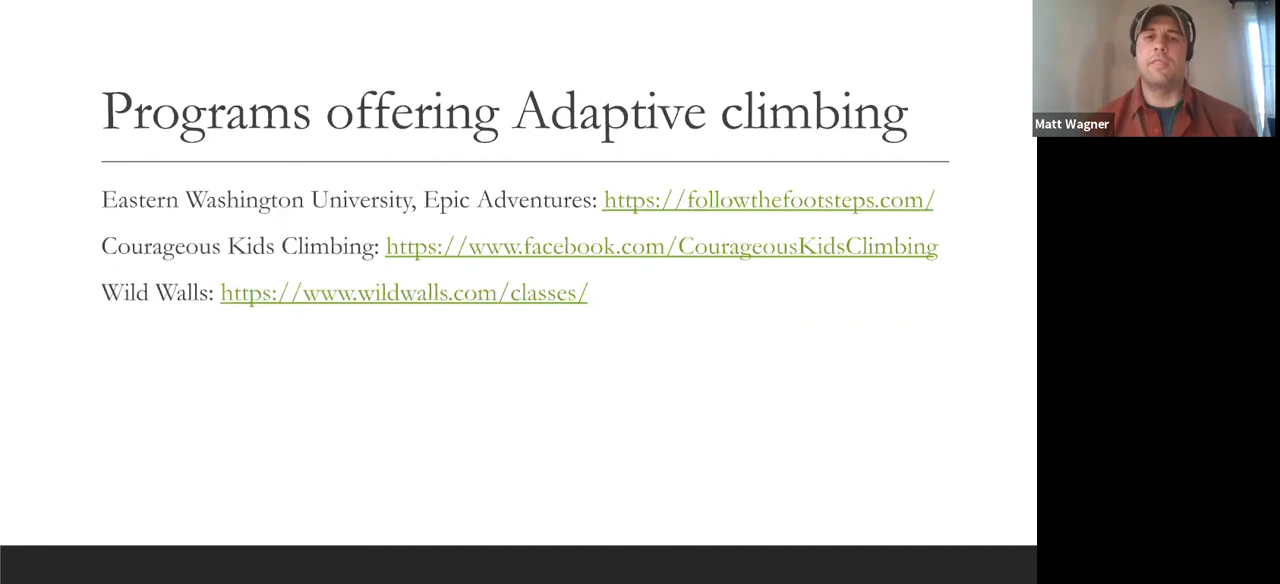 Programs offering Adaptive climbing
Eastern Washington University, Epic Adventures: https://followthefootsteps.com/
Courageous Kids Climbing: https://www.facebook.com/CourageousKidsClimbing
Wild Walls: https://www.wildwalls.com/classes/
Matt Wagner